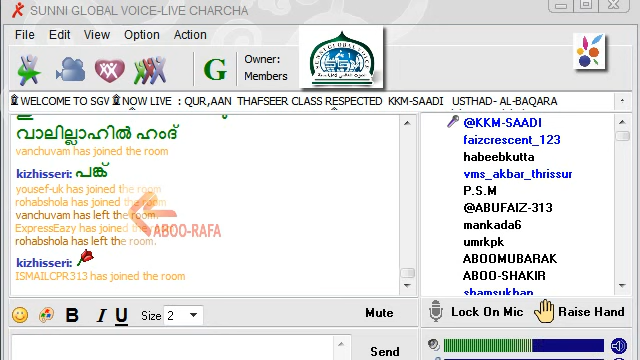 SUNNI GLOBAL VOICE-LIVE CHARCHA
File Edit View Option Action
G Owner:
Members
WELCOME TO SGV NOW LIVE : QUR,AAN THAFSEER CLASS RESPECTED KKM-SAADI USTHAD- AL-BAQARA
വാലില്ലാഹിൽ ഹംദ്
vanchuvam has joined the room
kizhisseri: പങ്ക്
yousef-uk has joined the room
rohabshola has joined the room
vanchuvam has left the room.
ExpressEazy has joined the room
rohabshola has left the room.
ABOO-RAFA
kizhisseri:
ISMAILCPR313 has joined the room
@KKM-SAADI
faizcrescent_123
habeebkutta
vms_akbar_thrissur
P.S.M
@ABUFAIZ-313
mankada6
umrkpk
ABOOMUBARAK
ABOO-SHAKIR
shamsukhan
B I U Size 2 Mute
Lock On Mic Raise Hand
Send